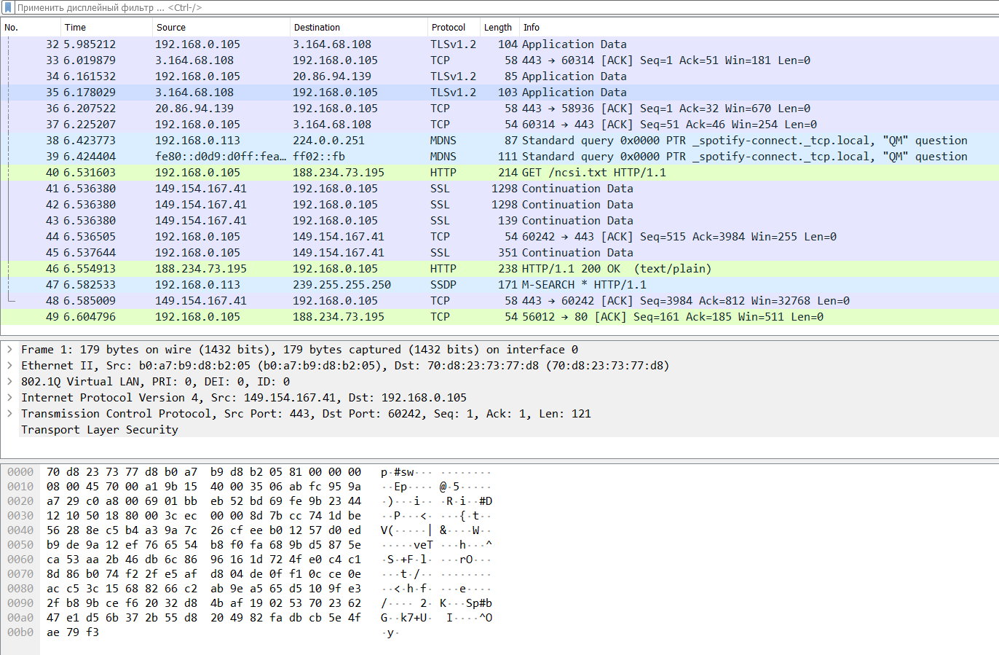 Применить дисплейный фильтр ... <Ctrl-/>
No. Time Source Destination Protocol Length Info
32 5.985212 192.168.0.105 3.164.68.108 TLSv1.2 104 Application Data
33 6.019879 3.164.68.108 192.168.0.105 TCP 58 443 → 60314 [ACK] Seq=1 Ack=51 Win=181 Len=0
34 6.161532 192.168.0.105 20.86.94.139 TLSv1.2 85 Application Data
35 6.178029 3.164.68.108 192.168.0.105 TLSv1.2 103 Application Data
36 6.207522 20.86.94.139 192.168.0.105 TCP 58 443 → 58936 [ACK] Seq=1 Ack=32 Win=670 Len=0
37 6.225207 192.168.0.105 3.164.68.108 TCP 54 60314 → 443 [ACK] Seq=51 Ack=46 Win=254 Len=0
38 6.423773 192.168.0.113 224.0.0.251 MDNS 87 Standard query 0x0000 PTR _spotify-connect._tcp.local, "QM" question
39 6.424404 fe80::d0d9:d0ff:fea… ff02::fb MDNS 111 Standard query 0x0000 PTR _spotify-connect._tcp.local, "QM" question
40 6.531603 192.168.0.105 188.234.73.195 HTTP 214 GET /ncsi.txt HTTP/1.1
41 6.536380 149.154.167.41 192.168.0.105 SSL 1298 Continuation Data
42 6.536380 149.154.167.41 192.168.0.105 SSL 1298 Continuation Data
43 6.536380 149.154.167.41 192.168.0.105 SSL 139 Continuation Data
44 6.536505 192.168.0.105 149.154.167.41 TCP 54 60242 → 443 [ACK] Seq=515 Ack=3984 Win=255 Len=0
45 6.537644 192.168.0.105 149.154.167.41 SSL 351 Continuation Data
46 6.554913 188.234.73.195 192.168.0.105 HTTP 238 HTTP/1.1 200 OK  (text/plain)
47 6.582533 192.168.0.113 239.255.255.250 SSDP 171 M-SEARCH * HTTP/1.1
48 6.585009 149.154.167.41 192.168.0.105 TCP 58 443 → 60242 [ACK] Seq=3984 Ack=812 Win=32768 Len=0
49 6.604796 192.168.0.105 188.234.73.195 TCP 54 56012 → 80 [ACK] Seq=161 Ack=185 Win=511 Len=0
Frame 1: 179 bytes on wire (1432 bits), 179 bytes captured (1432 bits) on interface 0
Ethernet II, Src: b0:a7:b9:d8:b2:05 (b0:a7:b9:d8:b2:05), Dst: 70:d8:23:73:77:d8 (70:d8:23:73:77:d8)
802.1Q Virtual LAN, PRI: 0, DEI: 0, ID: 0
Internet Protocol Version 4, Src: 149.154.167.41, Dst: 192.168.0.105
Transmission Control Protocol, Src Port: 443, Dst Port: 60242, Seq: 1, Ack: 1, Len: 121
Transport Layer Security
0000 70 d8 23 73 77 d8 b0 a7 b9 d8 b2 05 81 00 00 00 p·#sw··· ········
0010 08 00 45 70 00 a1 9b 15 40 00 35 06 ab fc 95 9a ··Ep···· @·5·····
0020 a7 29 c0 a8 00 69 01 bb eb 52 bd 69 fe 9b 23 44 ·)···i·· ·R·i··#D
0030 12 10 50 18 80 00 3c ec 00 00 8d 7b cc 74 1d be ··P···<· ···{·t··
0040 56 28 8e c5 b4 a3 9a 7c 26 cf ee b0 12 57 d0 ed V(·····| &····W··
0050 b9 de 9a 12 ef 76 65 54 b8 f0 fa 68 9b d5 87 5e ·····veT ···h···^
0060 ca 53 aa 2b 46 db 6c 86 96 16 1d 72 4f e0 c4 c1 ·S·+F·l· ···rO···
0070 8d 86 b0 74 f2 2f e5 af d8 04 de 0f f1 0c ce 0e ···t·/·· ········
0080 ac c5 3c 15 68 82 66 c2 ab 9e a5 65 d5 10 9f e3 ··<·h·f· ···e····
0090 2f b8 9b ce f6 20 32 d8 4b af 19 02 53 70 23 62 /···· 2· K···Sp#b
00a0 47 e1 d5 6b 37 2b 55 d8 20 49 82 fa db cb 5e 4f G··k7+U·  I····^O
00b0 ae 79 f3 ·y·